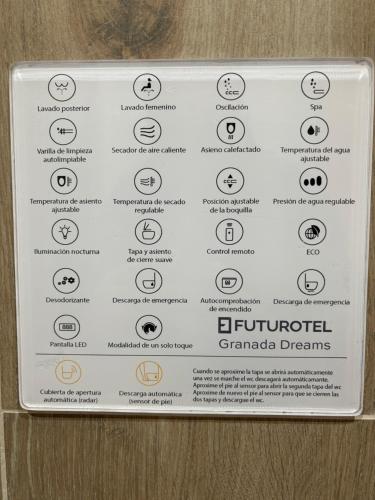 Lavado posterior
Lavado femenino
Oscilación
Spa
Varilla de limpieza
autolimpiable
Secador de aire caliente
Asieno calefactado
Temperatura del agua
ajustable
Temperatura de asiento
ajustable
Temperatura de secado
regulable
Posición ajustable
de la boquilla
Presión de agua regulable
Iluminación nocturna
Tapa y asiento
de cierre suave
Control remoto
ECO
Desodorizante
Descarga de emergencia
Autocomprobación
de encendido
Descarga de emergencia
888
Pantalla LED
Modalidad de un solo toque
FUTUROTEL
Granada Dreams
Cubierta de apertura
automática (radar)
Descarga automática
(sensor de pie)
Cuando se aproxime la tapa se abrirá automáticamente
una vez se marche el wc descargará automáticamante.
Aproxime el pie al sensor para abrir la segunda tapa del wc
Aproxime de nuevo el pie al sensor para que se cierren las
dos tapas y descargue el wc.